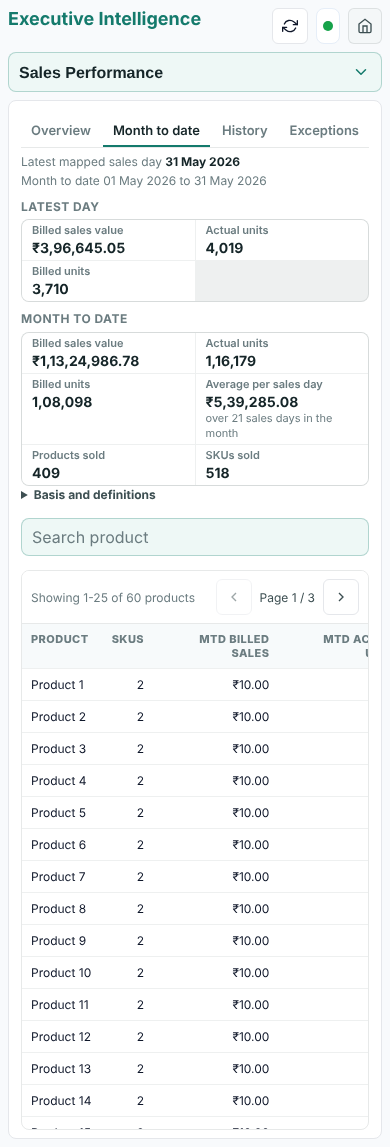 Executive Intelligence
Sales Performance
Overview Month to date History Exceptions
Latest mapped sales day 31 May 2026
Month to date 01 May 2026 to 31 May 2026
LATEST DAY
Billed sales value Actual units
₹3,96,645.05 4,019
Billed units
3,710
MONTH TO DATE
Billed sales value Actual units
₹1,13,24,986.78 1,16,179
Billed units Average per sales day
1,08,098 ₹5,39,285.08
over 21 sales days in the
month
Products sold SKUs sold
409 518
Basis and definitions
Search product
Showing 1-25 of 60 products Page 1 / 3
PRODUCT SKUS MTD BILLED MTD AC
SALES
Product 1 2 ₹10.00
Product 2 2 ₹10.00
Product 3 2 ₹10.00
Product 4 2 ₹10.00
Product 5 2 ₹10.00
Product 6 2 ₹10.00
Product 7 2 ₹10.00
Product 8 2 ₹10.00
Product 9 2 ₹10.00
Product 10 2 ₹10.00
Product 11 2 ₹10.00
Product 12 2 ₹10.00
Product 13 2 ₹10.00
Product 14 2 ₹10.00